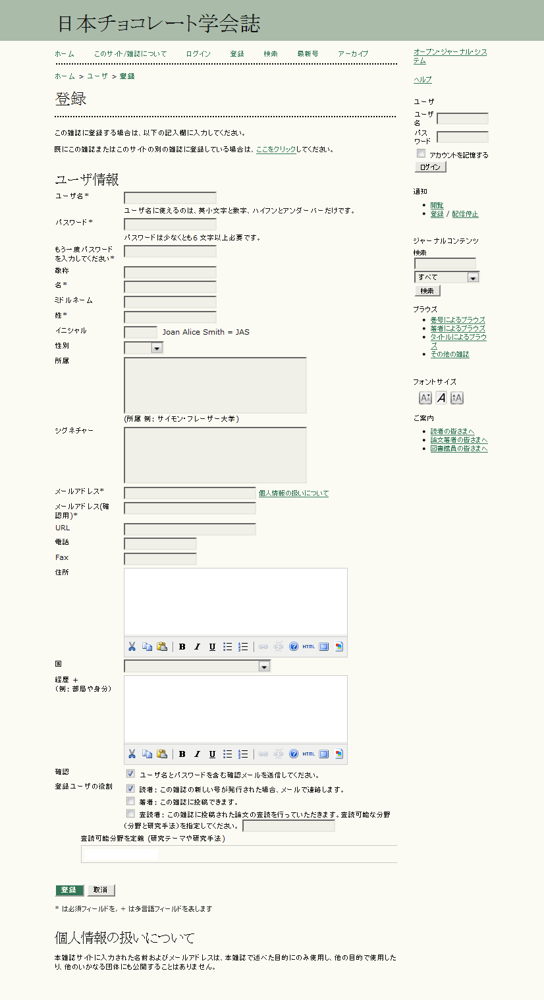 日本チョコレート学会誌
ホーム このサイト/雑誌について ログイン 登録 検索 最新号 アーカイブ
ホーム > ユーザ > 登録
登録
この雑誌に登録する場合は、以下の記入欄に入力してください。
既にこの雑誌またはこのサイトの別の雑誌に登録している場合は、ここをクリックしてください。
ユーザ情報
ユーザ名*
ユーザ名に使えるのは、英小文字と数字、ハイフンとアンダーバーだけです。
パスワード*
パスワードは少なくとも6 文字以上必要です。
もう一度パスワード
を入力してください*
敬称
名*
ミドルネーム
姓*
イニシャル Joan Alice Smith = JAS
性別
所属
(所属 例: サイモン・フレーザー大学)
シグネチャー
メールアドレス* 個人情報の扱いについて
メールアドレス(確
認用)*
URL
電話
Fax
住所
B I U HTML
国
経歴 +
(例: 部局や身分)
B I U HTML
確認 ユーザ名とパスワードを含む確認メールを送信してください。
登録ユーザの役割 読者: この雑誌の新しい号が発行された場合、メールで連絡します。
著者: この雑誌に投稿できます。
査読者: この雑誌に投稿された論文の査読を行っていただきます。査読可能な分野
(分野と研究手法)を指定してください。
査読可能分野を定義 (研究テーマや研究手法)
登録 取消
* は必須フィールドを, + は多言語フィールドを表します
個人情報の扱いについて
本雑誌サイトに入力された名前およびメールアドレスは、本雑誌で述べた目的にのみ使用し、他の目的で使用した
り、他のいかなる団体にも公開することはありません。
オープン・ジャーナル・シス
テム
ヘルプ
ユーザ
ユーザ
名
パス
ワード
アカウントを記憶する
ログイン
通知
閲覧
登録 / 配信停止
ジャーナルコンテンツ
検索
すべて
検索
ブラウズ
巻号によるブラウズ
著者によるブラウズ
タイトルによるブラウ
ズ
その他の雑誌
フォントサイズ
A A A
ご案内
読者の皆さまへ
論文著者の皆さまへ
図書館員の皆さまへ